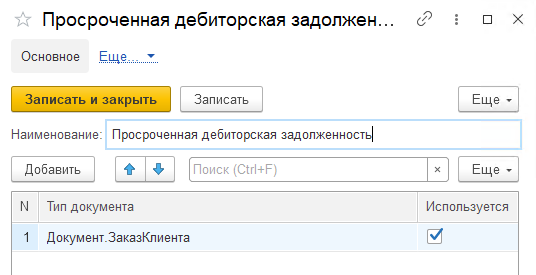 Просроченная дебиторская задолжен...
Основное Еще...
Записать и закрыть Записать Еще
Наименование: Просроченная дебиторская задолженность
Добавить Поиск (Ctrl+F) × Еще
N Тип документа Используется
1 Документ.ЗаказКлиента